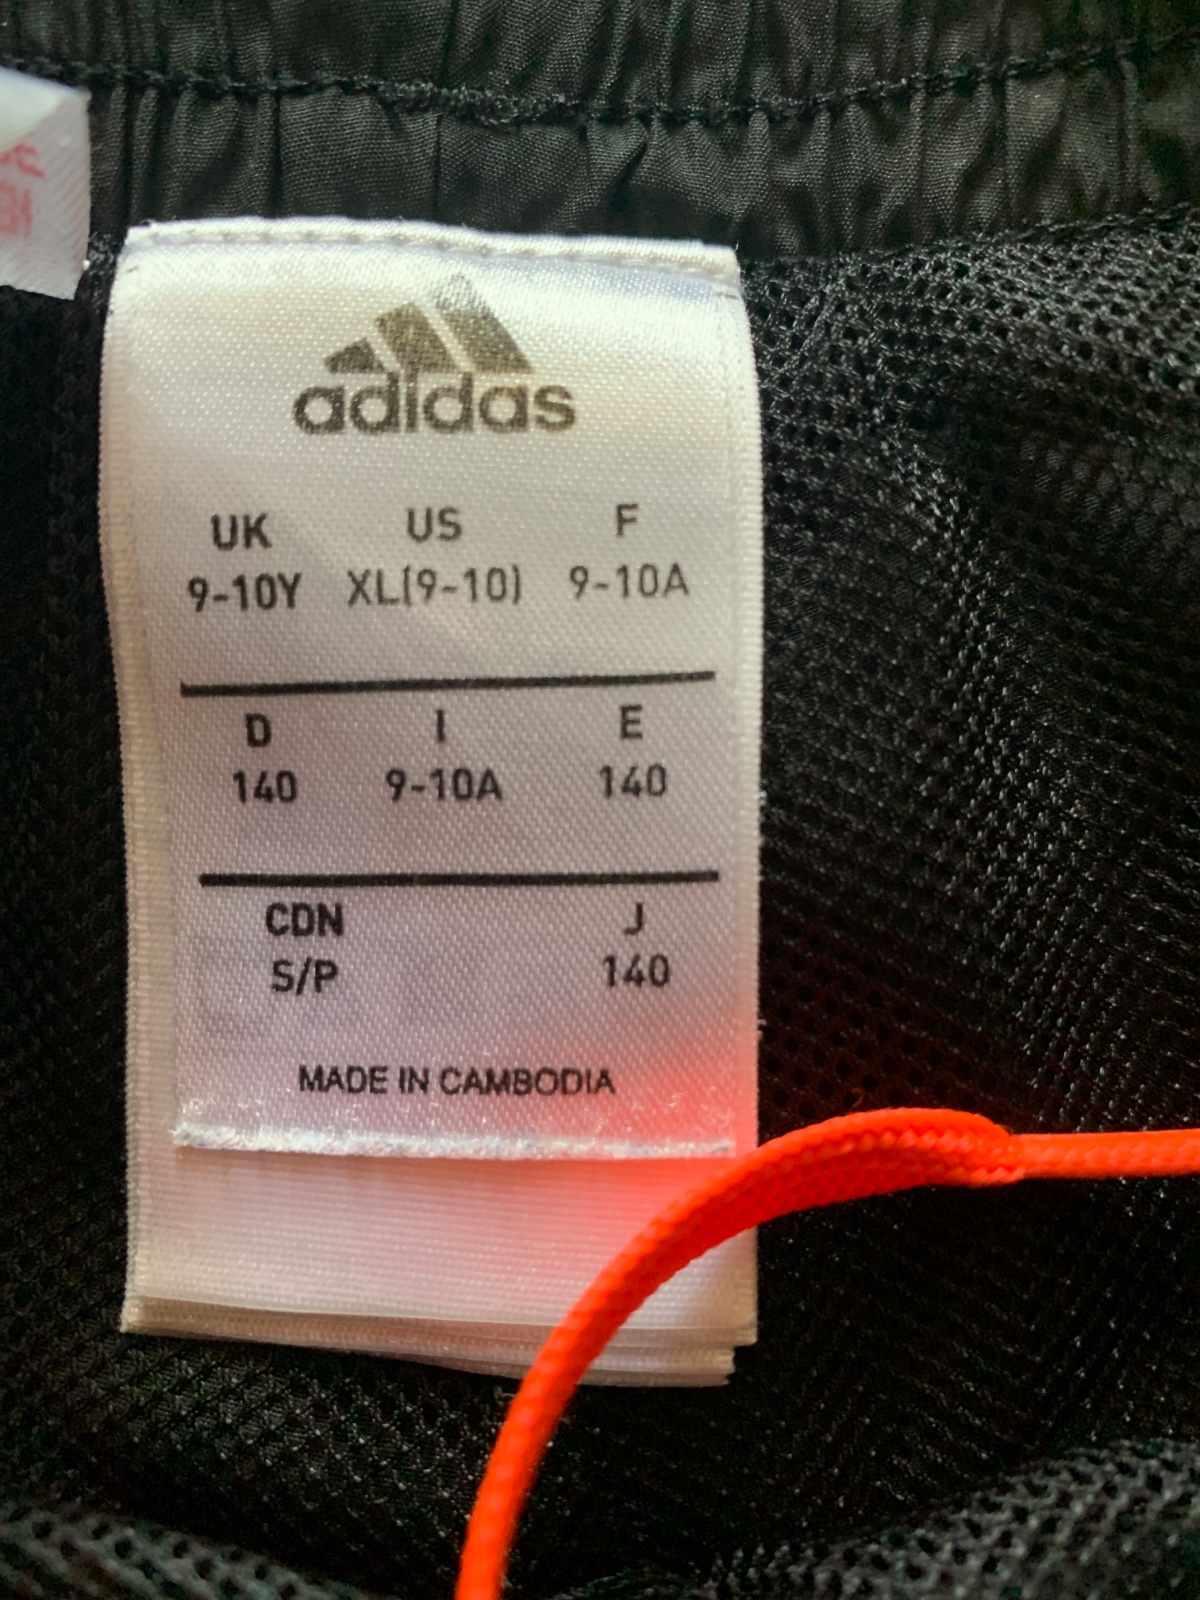 adidas
UK US F
9-10Y XL(9-10) 9-10A
D I E
140 9-10A 140
CDN J
S/P 140
MADE IN CAMBODIA